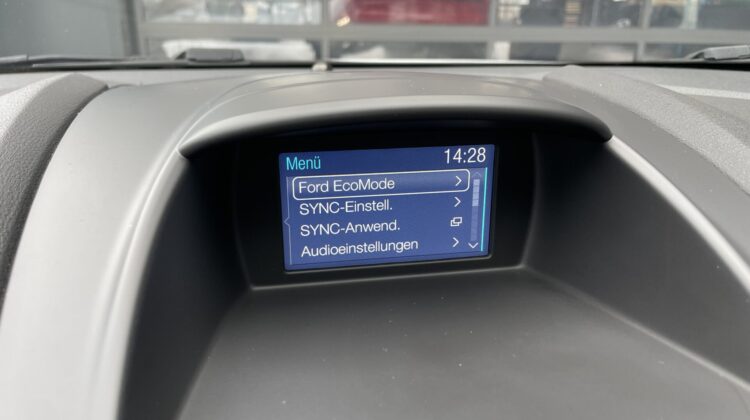 Menü 14:28
Ford EcoMode
SYNC-Einstell.
SYNC-Anwend.
Audioeinstellungen